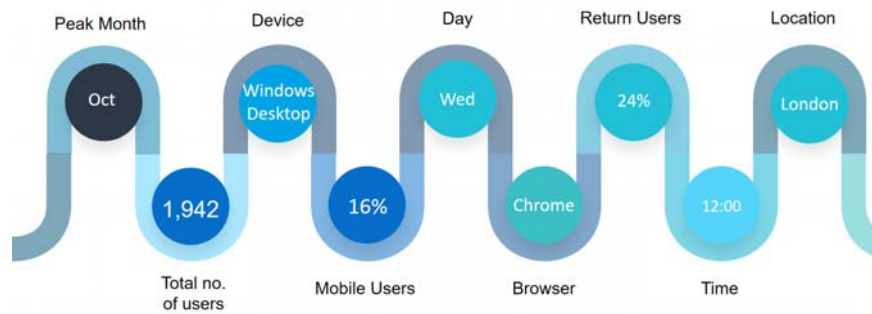 Peak Month
Device
Day
Return Users
Location
Oct
Windows
Desktop
Wed
24%
London
1,942
16%
Chrome
12:00
Total no.
of users
Mobile Users
Browser
Time